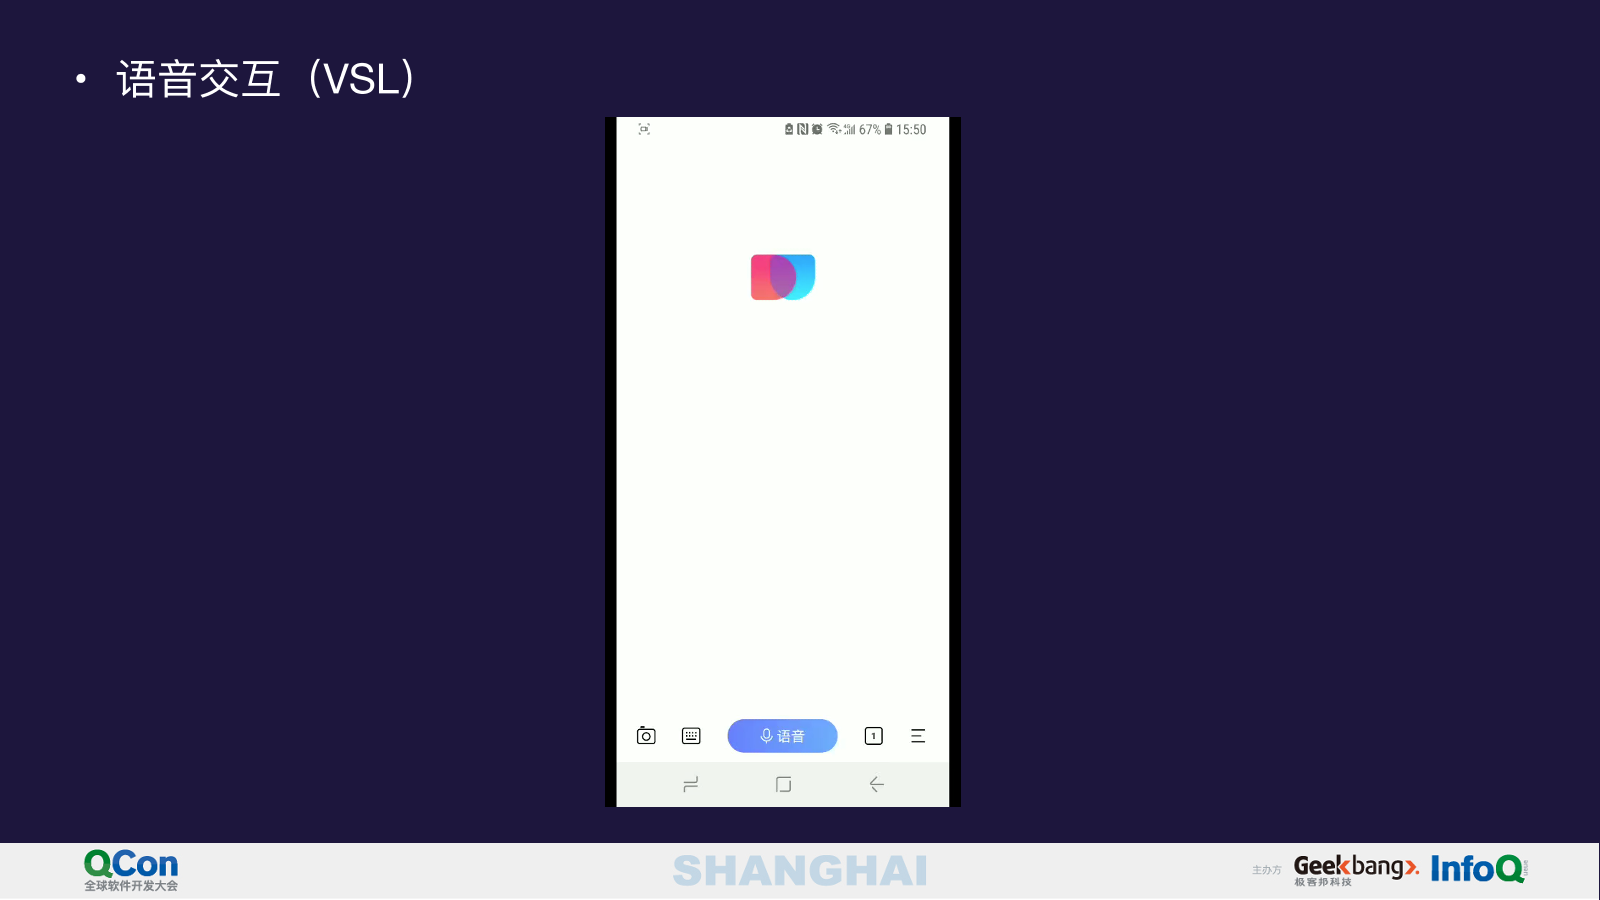 • 语音交互（VSL）
67% 15:50
语音
1
QCon
全球软件开发大会
SHANGHAI
主办方
Geekbang>.
极客邦科技
InfoQ